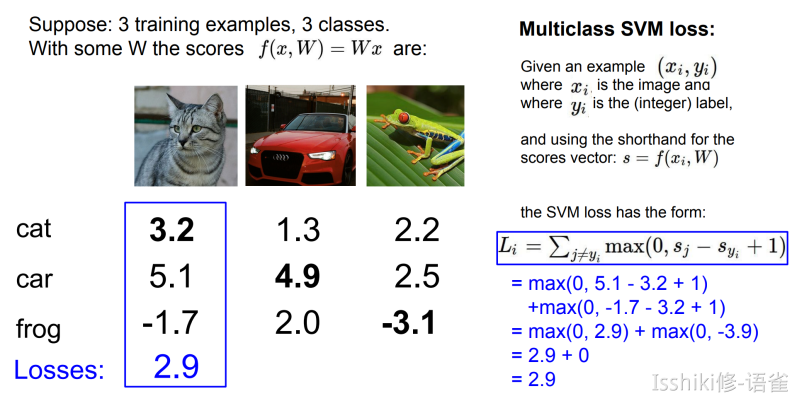 Suppose: 3 training examples, 3 classes.
With some W the scores f(x, W) = Wx are:
cat 3.2 1.3 2.2
car 5.1 4.9 2.5
frog -1.7 2.0 -3.1
Losses: 2.9
Multiclass SVM loss:
Given an example (x_i, y_i)
where x_i is the image and
where y_i is the (integer) label,
and using the shorthand for the
scores vector: s = f(x_i, W)
the SVM loss has the form:
L_i = ∑_{j≠y_i} max(0, s_j − s_{y_i} + 1)
= max(0, 5.1 - 3.2 + 1)
+max(0, -1.7 - 3.2 + 1)
= max(0, 2.9) + max(0, -3.9)
= 2.9 + 0
= 2.9
Isshiki修-语雀